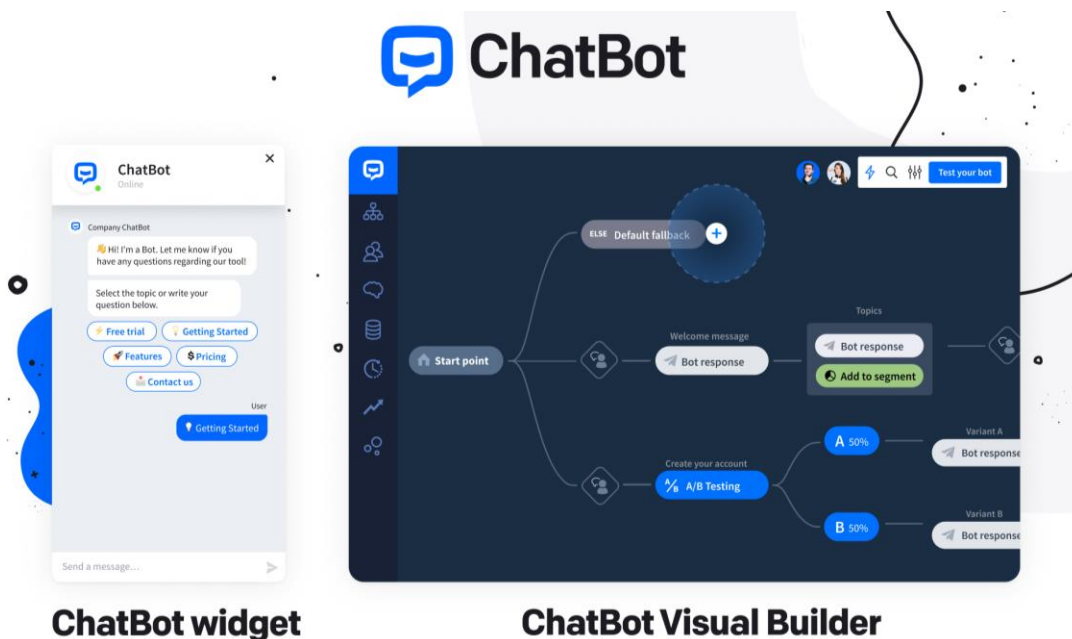 ChatBot
ChatBot
Online
Company ChatBot
👋 Hi! I'm a Bot. Let me know if you
have any questions regarding our tool!
Select the topic or write your
question below.
⚡ Free trial
💡 Getting Started
🚀 Features
$ Pricing
📩 Contact us
User
💡 Getting Started
Send a message...
ChatBot widget
Test your bot
ELSE Default fallback
Start point
Welcome message
Bot response
Topics
Bot response
Add to segment
Create your account
A/B A/B Testing
A 50%
Variant A
Bot response
B 50%
Variant B
Bot response
ChatBot Visual Builder